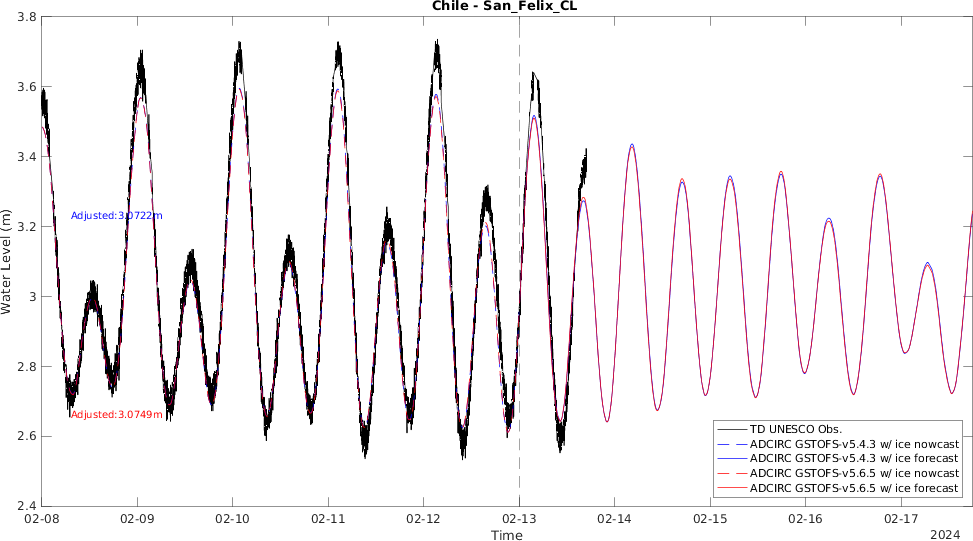 Chile - San_Felix_CL
3.8
3.6
3.4
3.2
3
2.8
2.6
2.4
Water Level (m)
Adjusted:3.0722m
Adjusted:3.0749m
TD UNESCO Obs.
ADCIRC GSTOFS-v5.4.3 w/ ice nowcast
ADCIRC GSTOFS-v5.4.3 w/ ice forecast
ADCIRC GSTOFS-v5.6.5 w/ ice nowcast
ADCIRC GSTOFS-v5.6.5 w/ ice forecast
02-08 02-09 02-10 02-11 02-12 02-13 02-14 02-15 02-16 02-17
Time
2024